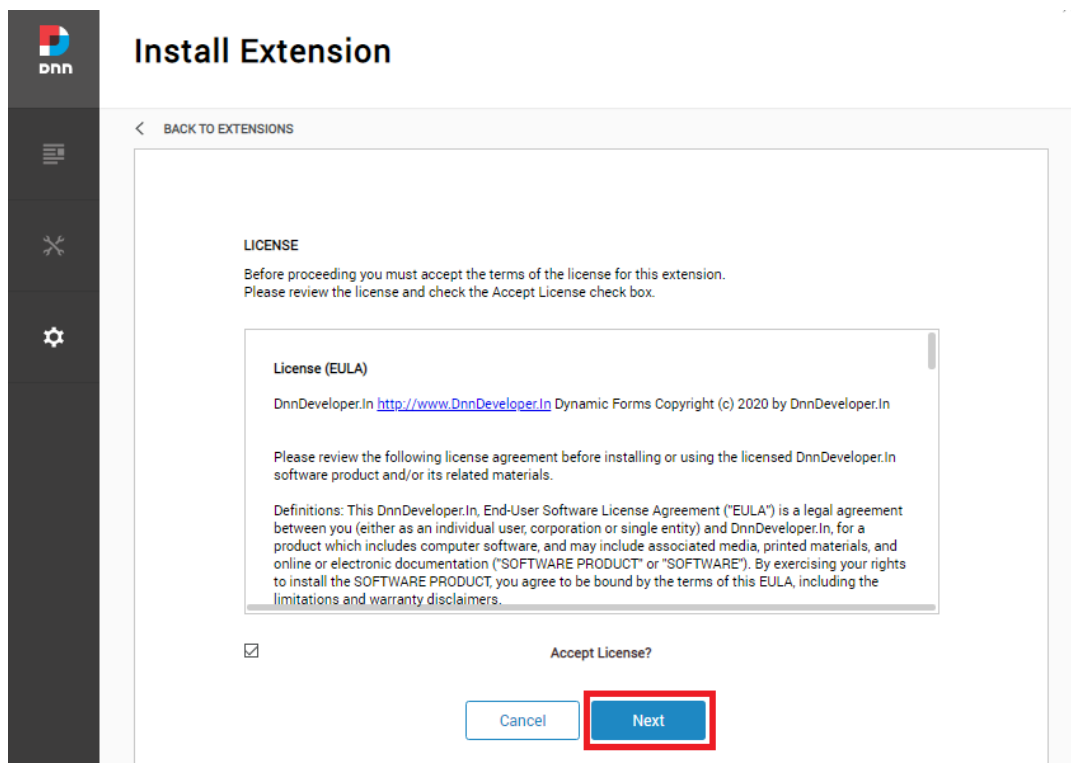 DNN
Install Extension
BACK TO EXTENSIONS
LICENSE
Before proceeding you must accept the terms of the license for this extension.
Please review the license and check the Accept License check box.
License (EULA)
DnnDeveloper.In http://www.DnnDeveloper.In Dynamic Forms Copyright (c) 2020 by DnnDeveloper.In
Please review the following license agreement before installing or using the licensed DnnDeveloper.In
software product and/or its related materials.
Definitions: This DnnDeveloper.In, End-User Software License Agreement ("EULA") is a legal agreement
between you (either as an individual user, corporation or single entity) and DnnDeveloper.In, for a
product which includes computer software, and may include associated media, printed materials, and
online or electronic documentation ("SOFTWARE PRODUCT" or "SOFTWARE"). By exercising your rights
to install the SOFTWARE PRODUCT, you agree to be bound by the terms of this EULA, including the
limitations and warranty disclaimers.
Accept License?
Cancel Next